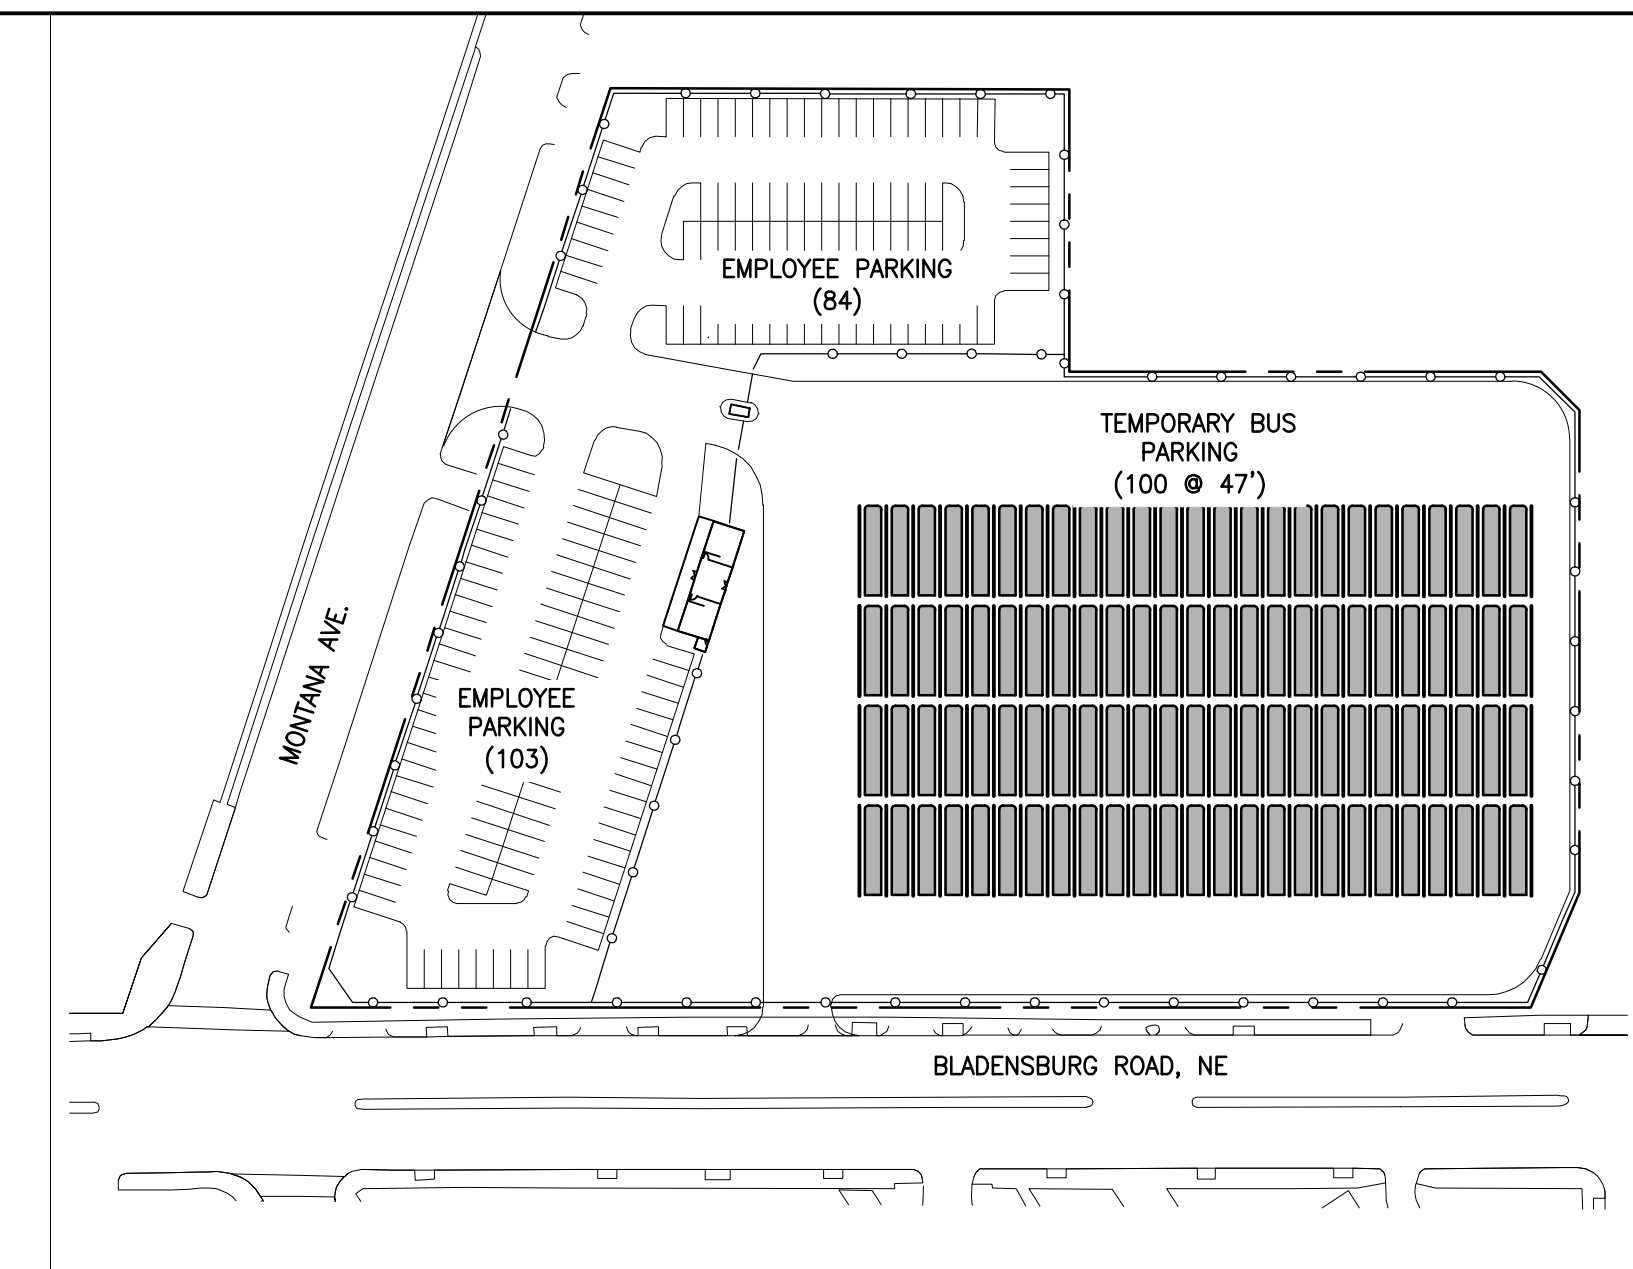 EMPLOYEE PARKING
(84)
TEMPORARY BUS
PARKING
(100 @ 47')
MONTANA AVE.
EMPLOYEE
PARKING
(103)
BLADENSBURG ROAD, NE